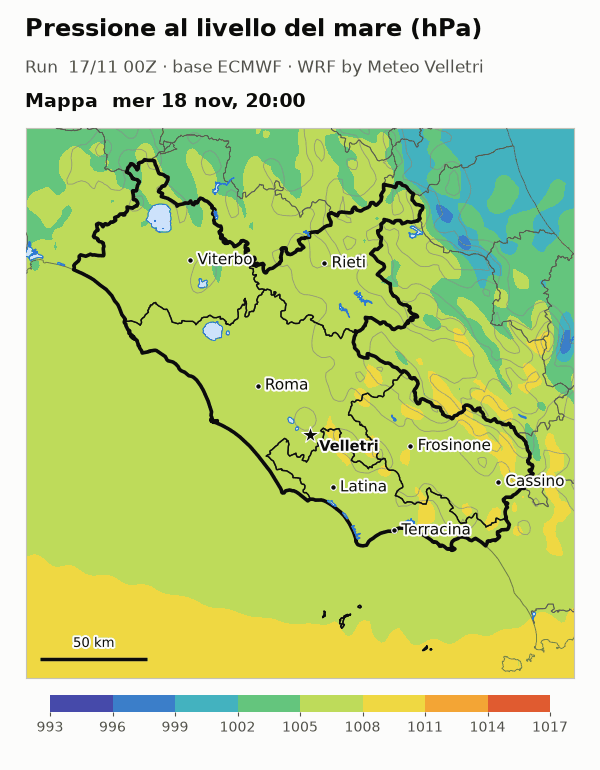 Pressione al livello del mare (hPa)
Run  17/11 00Z · base ECMWF · WRF by Meteo Velletri
Mappa  mer 18 nov, 20:00
Viterbo
Rieti
Roma
Velletri
Frosinone
Latina
Cassino
Terracina
50 km
993 996 999 1002 1005 1008 1011 1014 1017